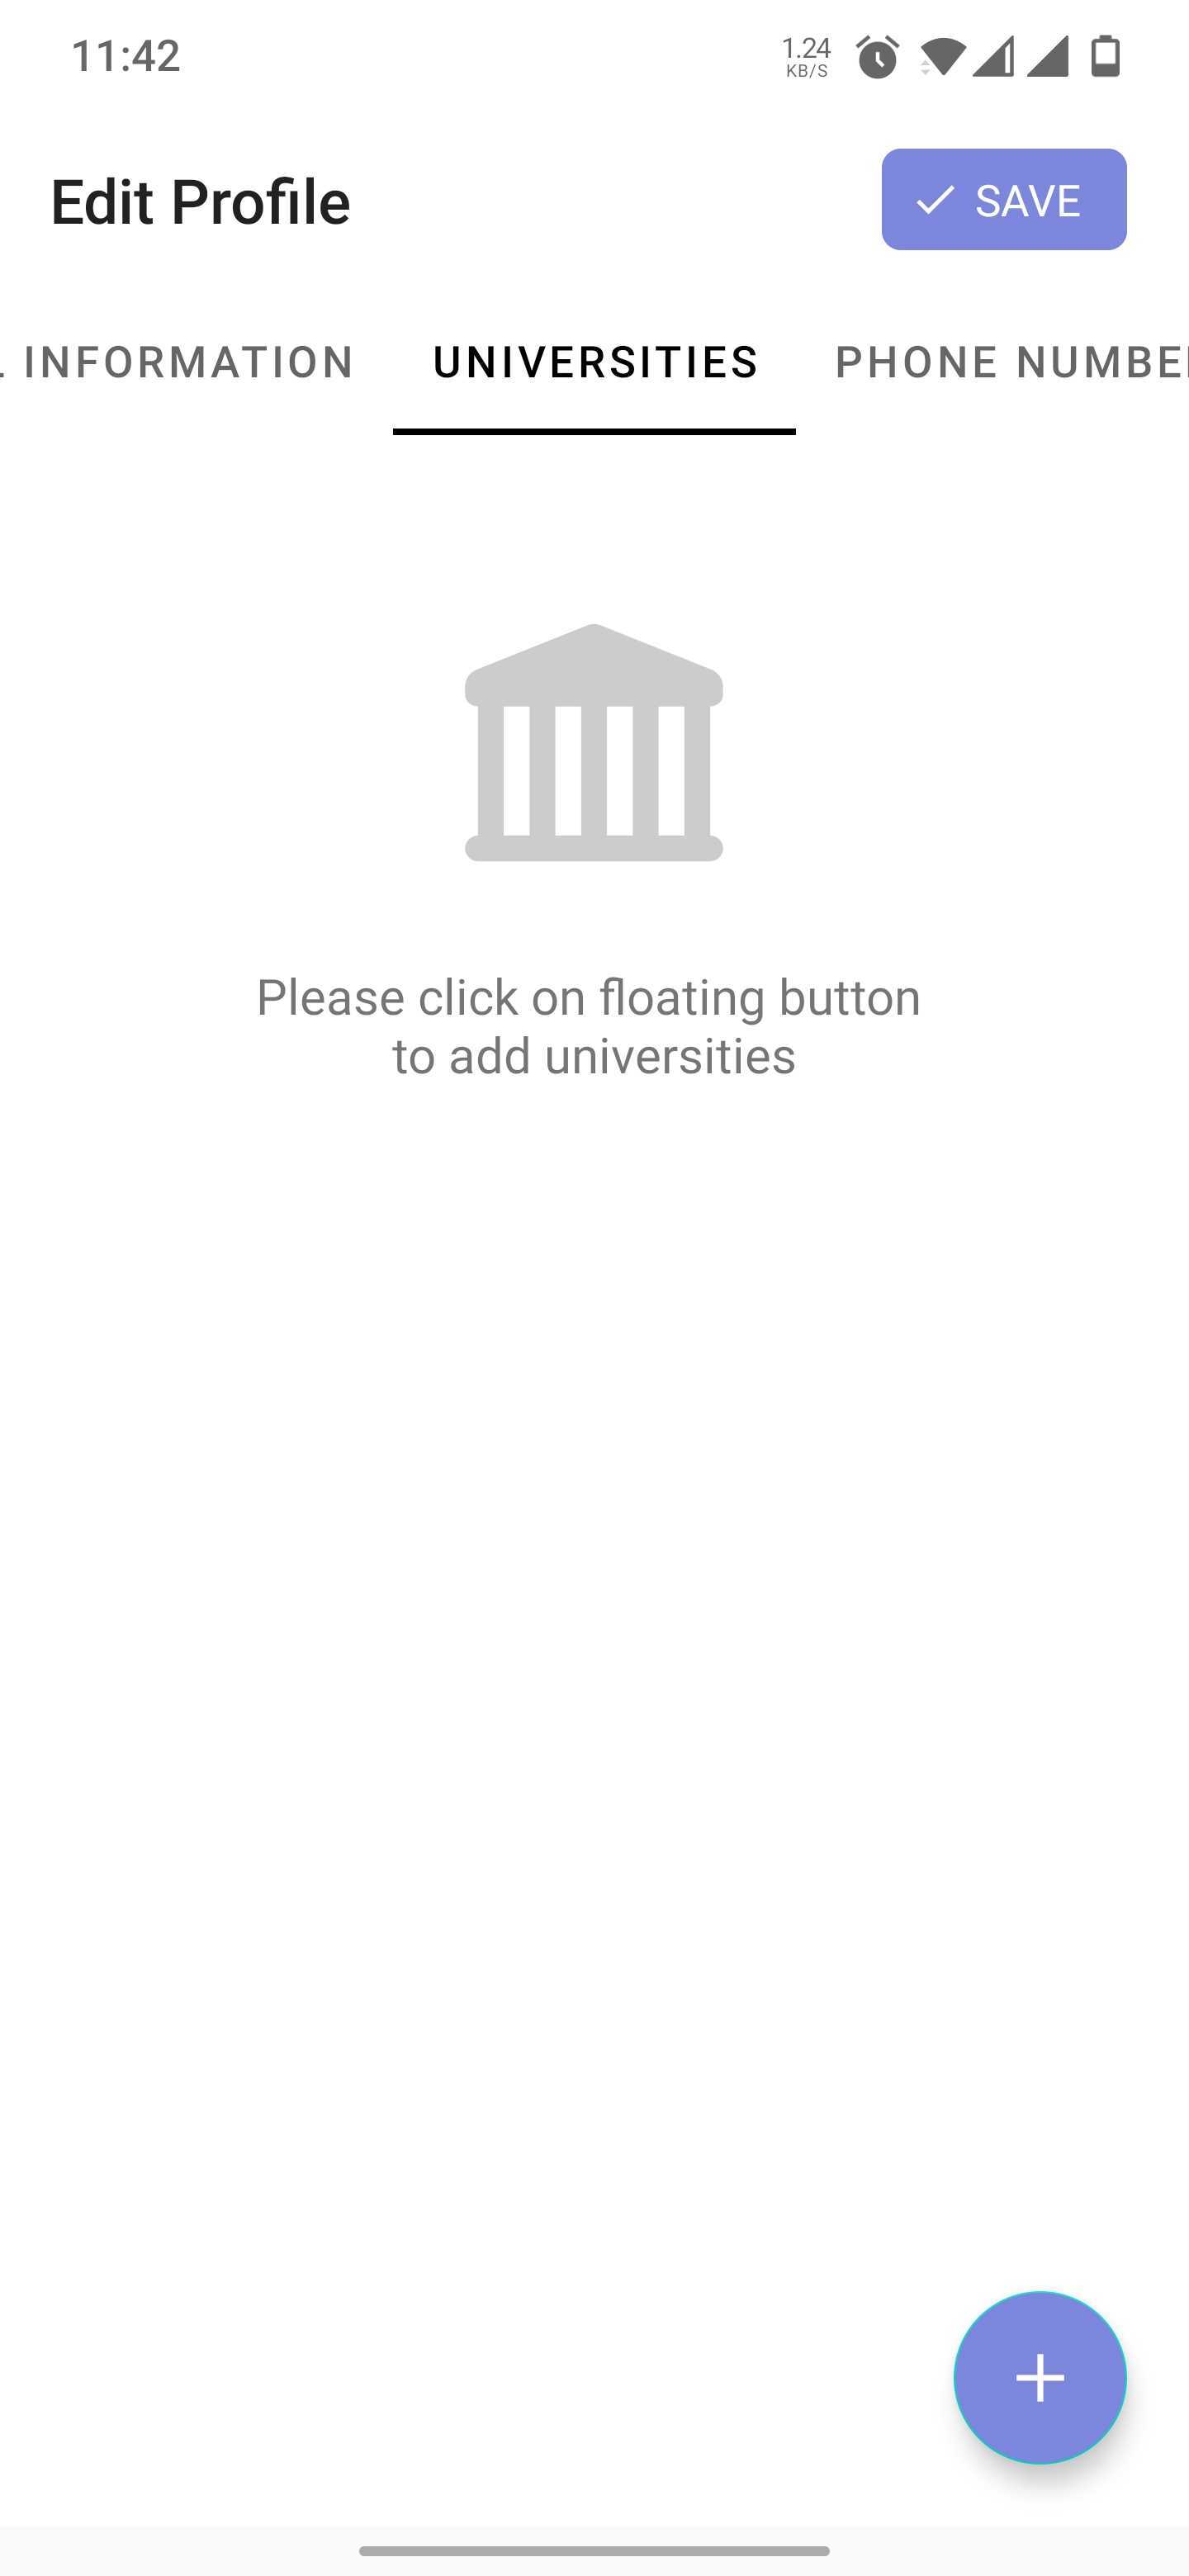 11:42
1.24
KB/S
Edit Profile
SAVE
INFORMATION
UNIVERSITIES
PHONE
Please click on floating button
to add universities